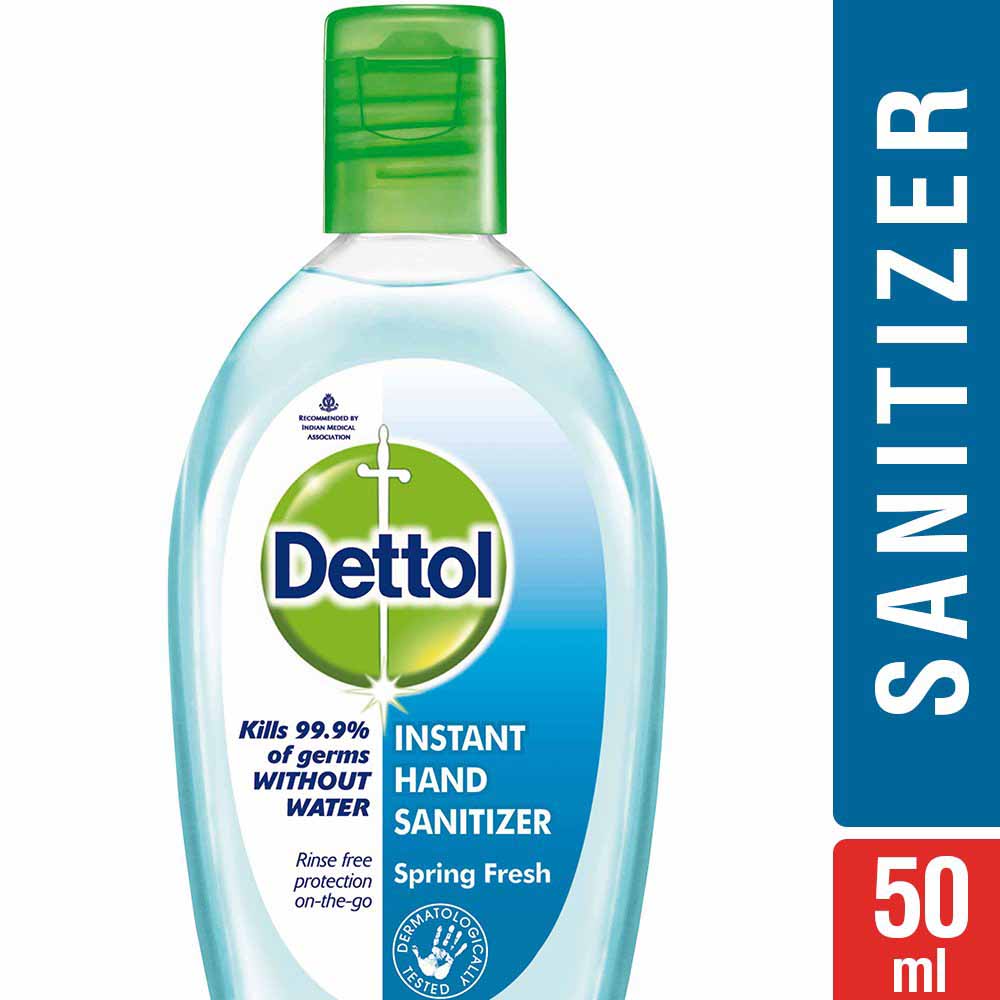 RECOMMENDED BY
INDIAN MEDICAL
ASSOCIATION
Dettol
Kills 99.9%
of germs
WITHOUT
WATER
Rinse free
protection
on-the-go
INSTANT
HAND
SANITIZER
Spring Fresh
DERMATOLOGICALLY
TESTED
SANITIZER
50
ml